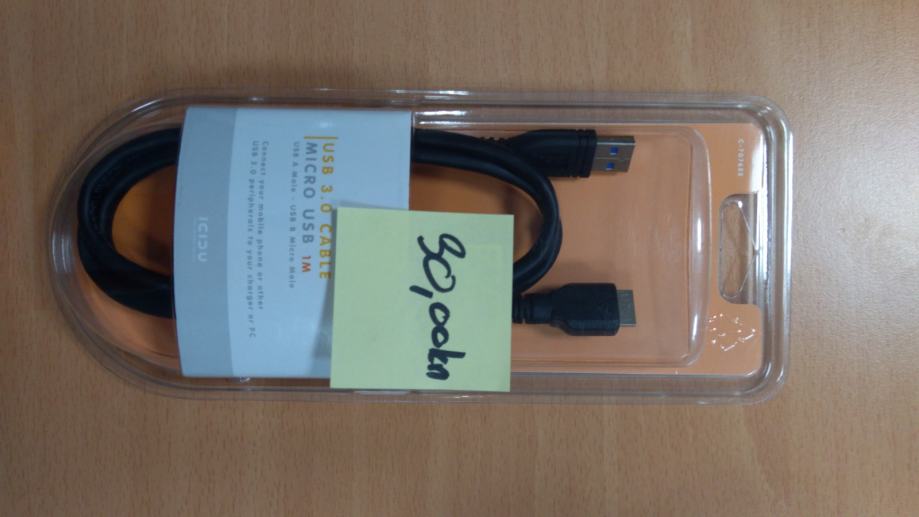 USB 3.0 CABLE
MICRO USB 1M
USB A Male - USB B Micro Male
Connect your mobile phone or other
USB 3.0 peripherals to your charger or PC
ICIDU
30,00kn